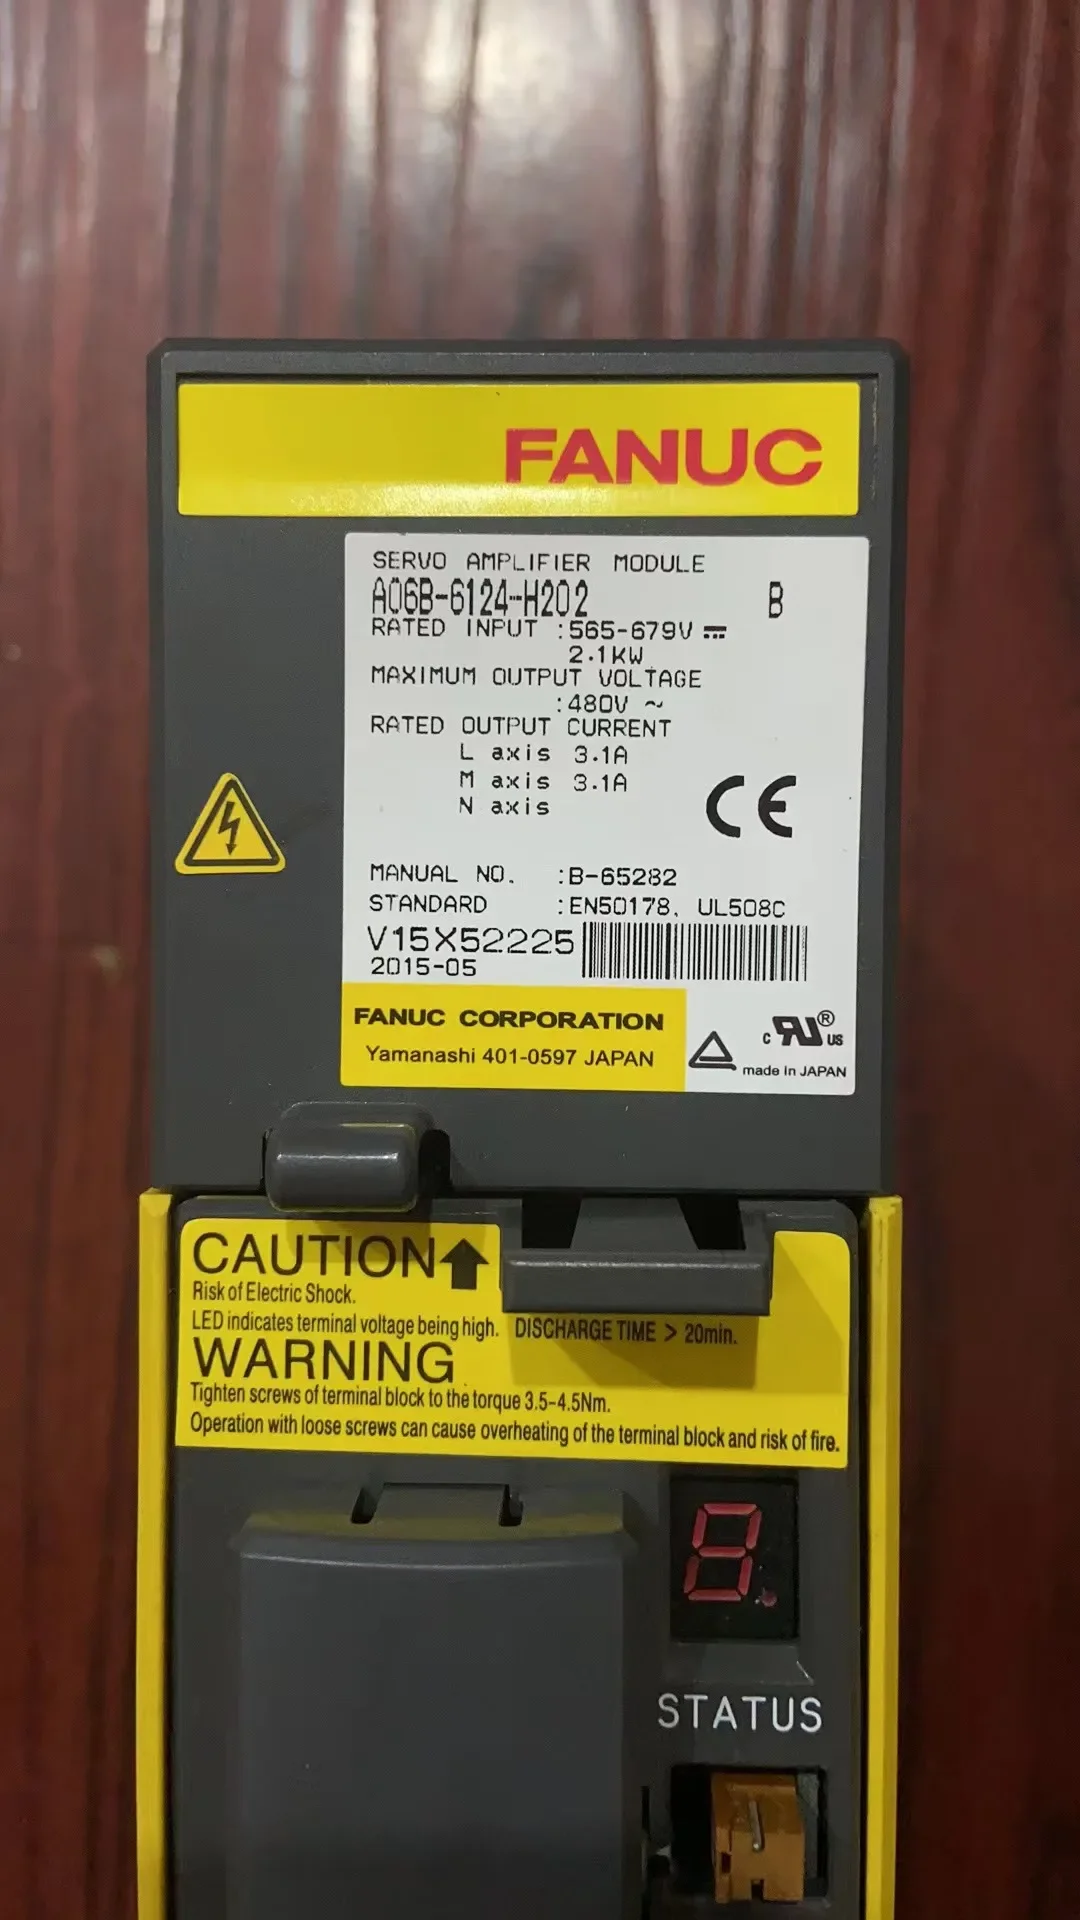 FANUC
SERVO AMPLIFIER MODULE
A06B-6124-H202 B
RATED INPUT :565-679V ⎓
2.1KW
MAXIMUM OUTPUT VOLTAGE
:480V ~
RATED OUTPUT CURRENT
L axis 3.1A
M axis 3.1A
N axis
CE
MANUAL NO. :B-65282
STANDARD :EN50178, UL508C
V15X52225
2015-05
FANUC CORPORATION
Yamanashi 401-0597 JAPAN
c RU ® US
made in JAPAN
CAUTION
Risk of Electric Shock.
LED indicates terminal voltage being high. DISCHARGE TIME > 20min.
WARNING
Tighten screws of terminal block to the torque 3.5-4.5Nm.
Operation with loose screws can cause overheating of the terminal block and risk of fire.
8.
STATUS